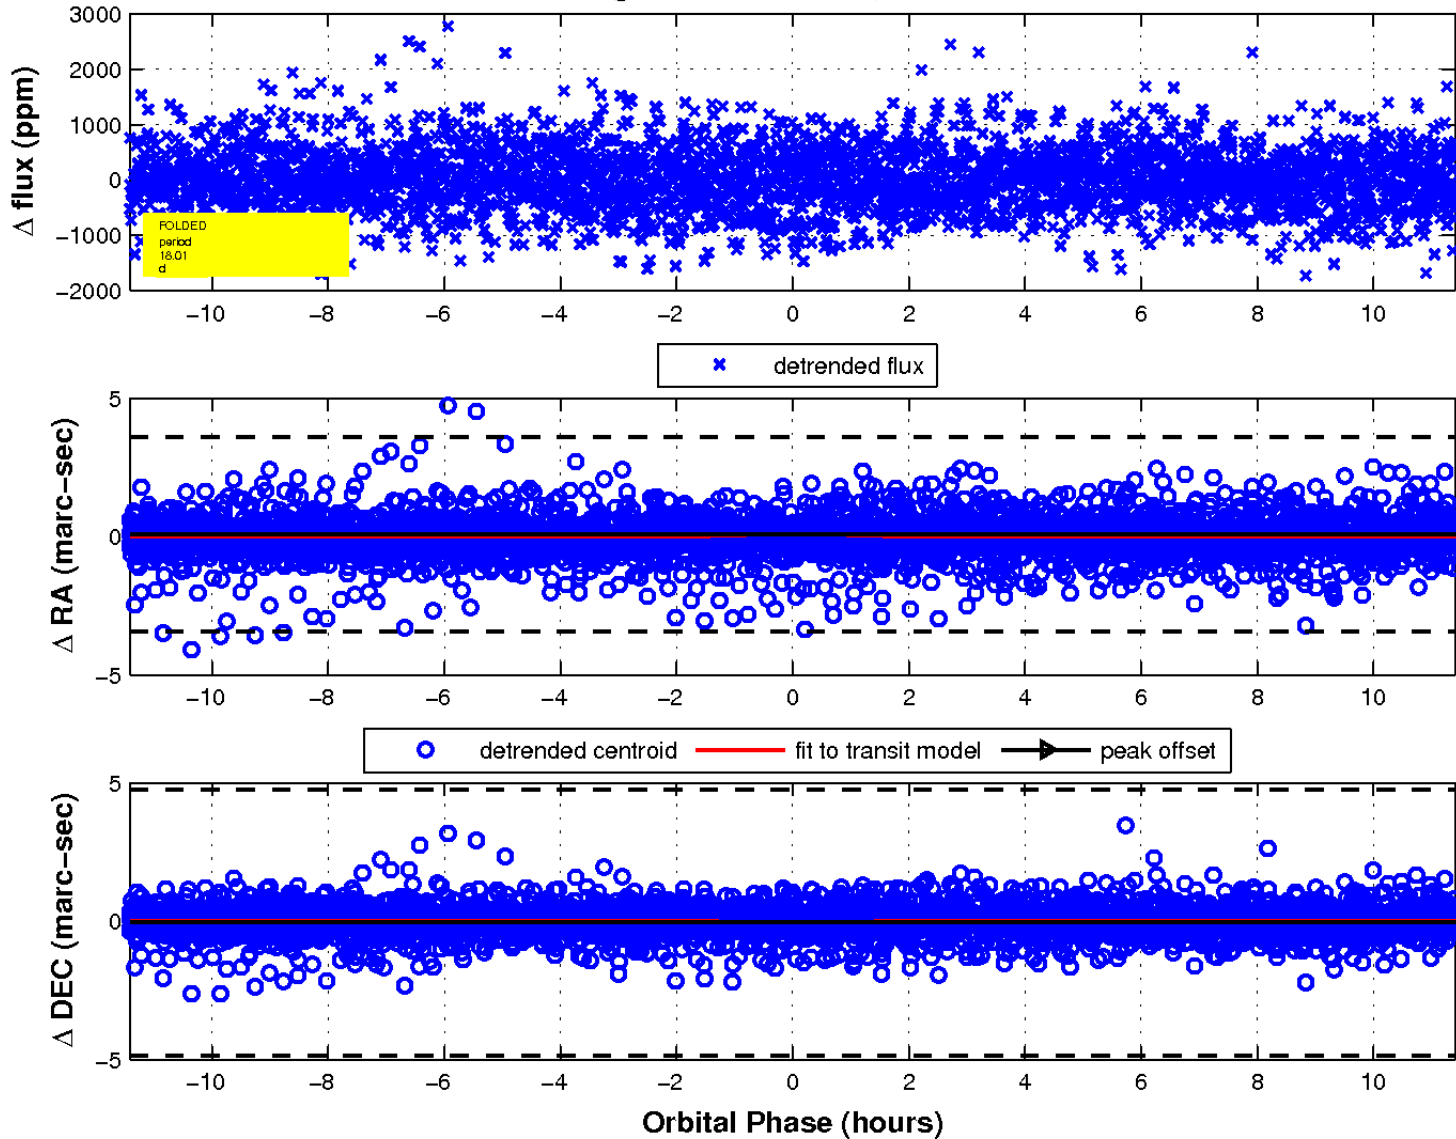 3000
2000
1000
0
−1000
−2000
Δ flux (ppm)
FOLDED
period
18.01
d
−10 −8 −6 −4 −2 0 2 4 6 8 10
detrended flux
5
0
−5
Δ RA (marc−sec)
−10 −8 −6 −4 −2 0 2 4 6 8 10
detrended centroid fit to transit model peak offset
5
0
−5
Δ DEC (marc−sec)
−10 −8 −6 −4 −2 0 2 4 6 8 10
Orbital Phase (hours)